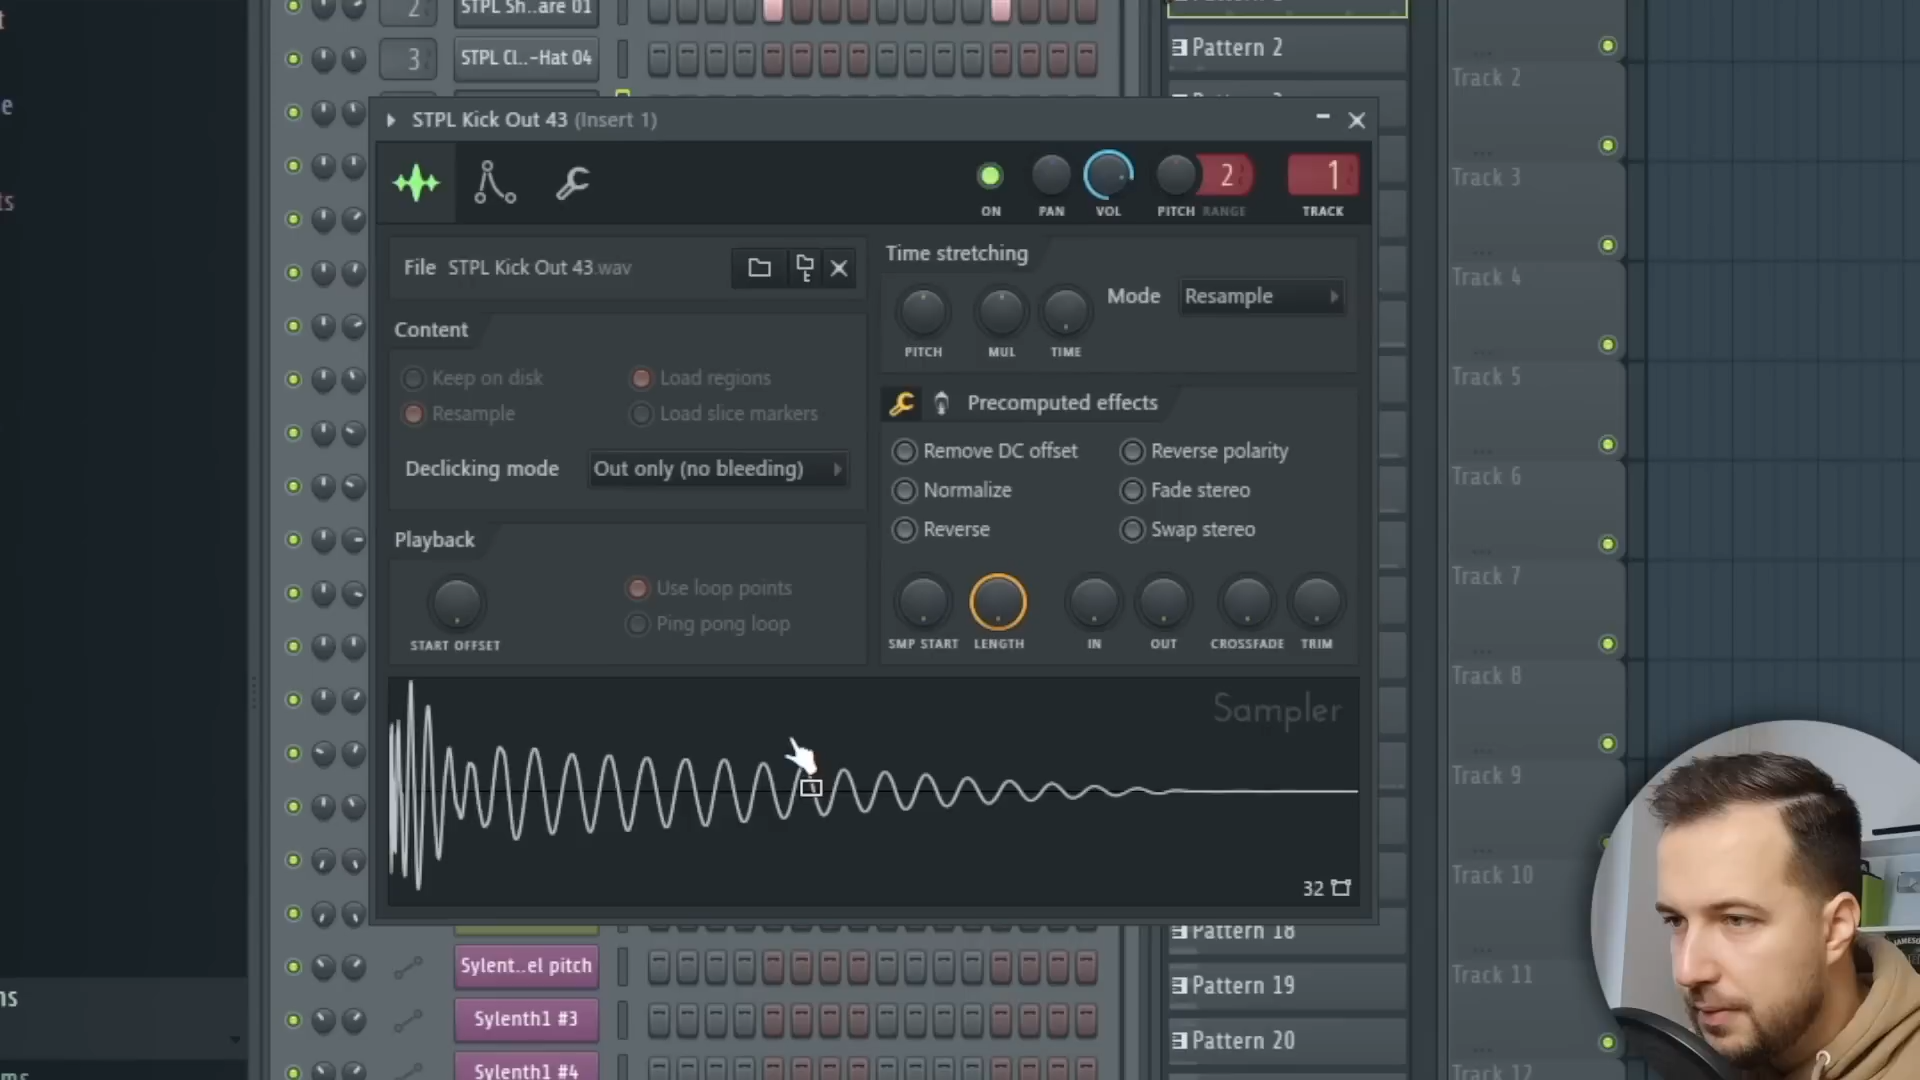 2
STPL Sh..are 01
3
STPL Cl..-Hat 04
Pattern 2
Track 2
Track 3
Track 4
Track 5
Track 6
Track 7
Track 8
Track 9
Track 10
Track 11
Track 12
e
ts
ns
STPL Kick Out 43 (Insert 1)
ON
PAN
VOL
PITCH
2
RANGE
1
TRACK
File STPL Kick Out 43.wav
Content
Keep on disk
Load regions
Resample
Load slice markers
Declicking mode
Out only (no bleeding)
Playback
START OFFSET
Use loop points
Ping pong loop
Time stretching
PITCH
MUL
TIME
Mode
Resample
Precomputed effects
Remove DC offset
Reverse polarity
Normalize
Fade stereo
Reverse
Swap stereo
SMP START
LENGTH
IN
OUT
CROSSFADE
TRIM
Sampler
32
Pattern 18
Sylent..el pitch
Pattern 19
Sylenth1 #3
Pattern 20
Sylenth1 #4